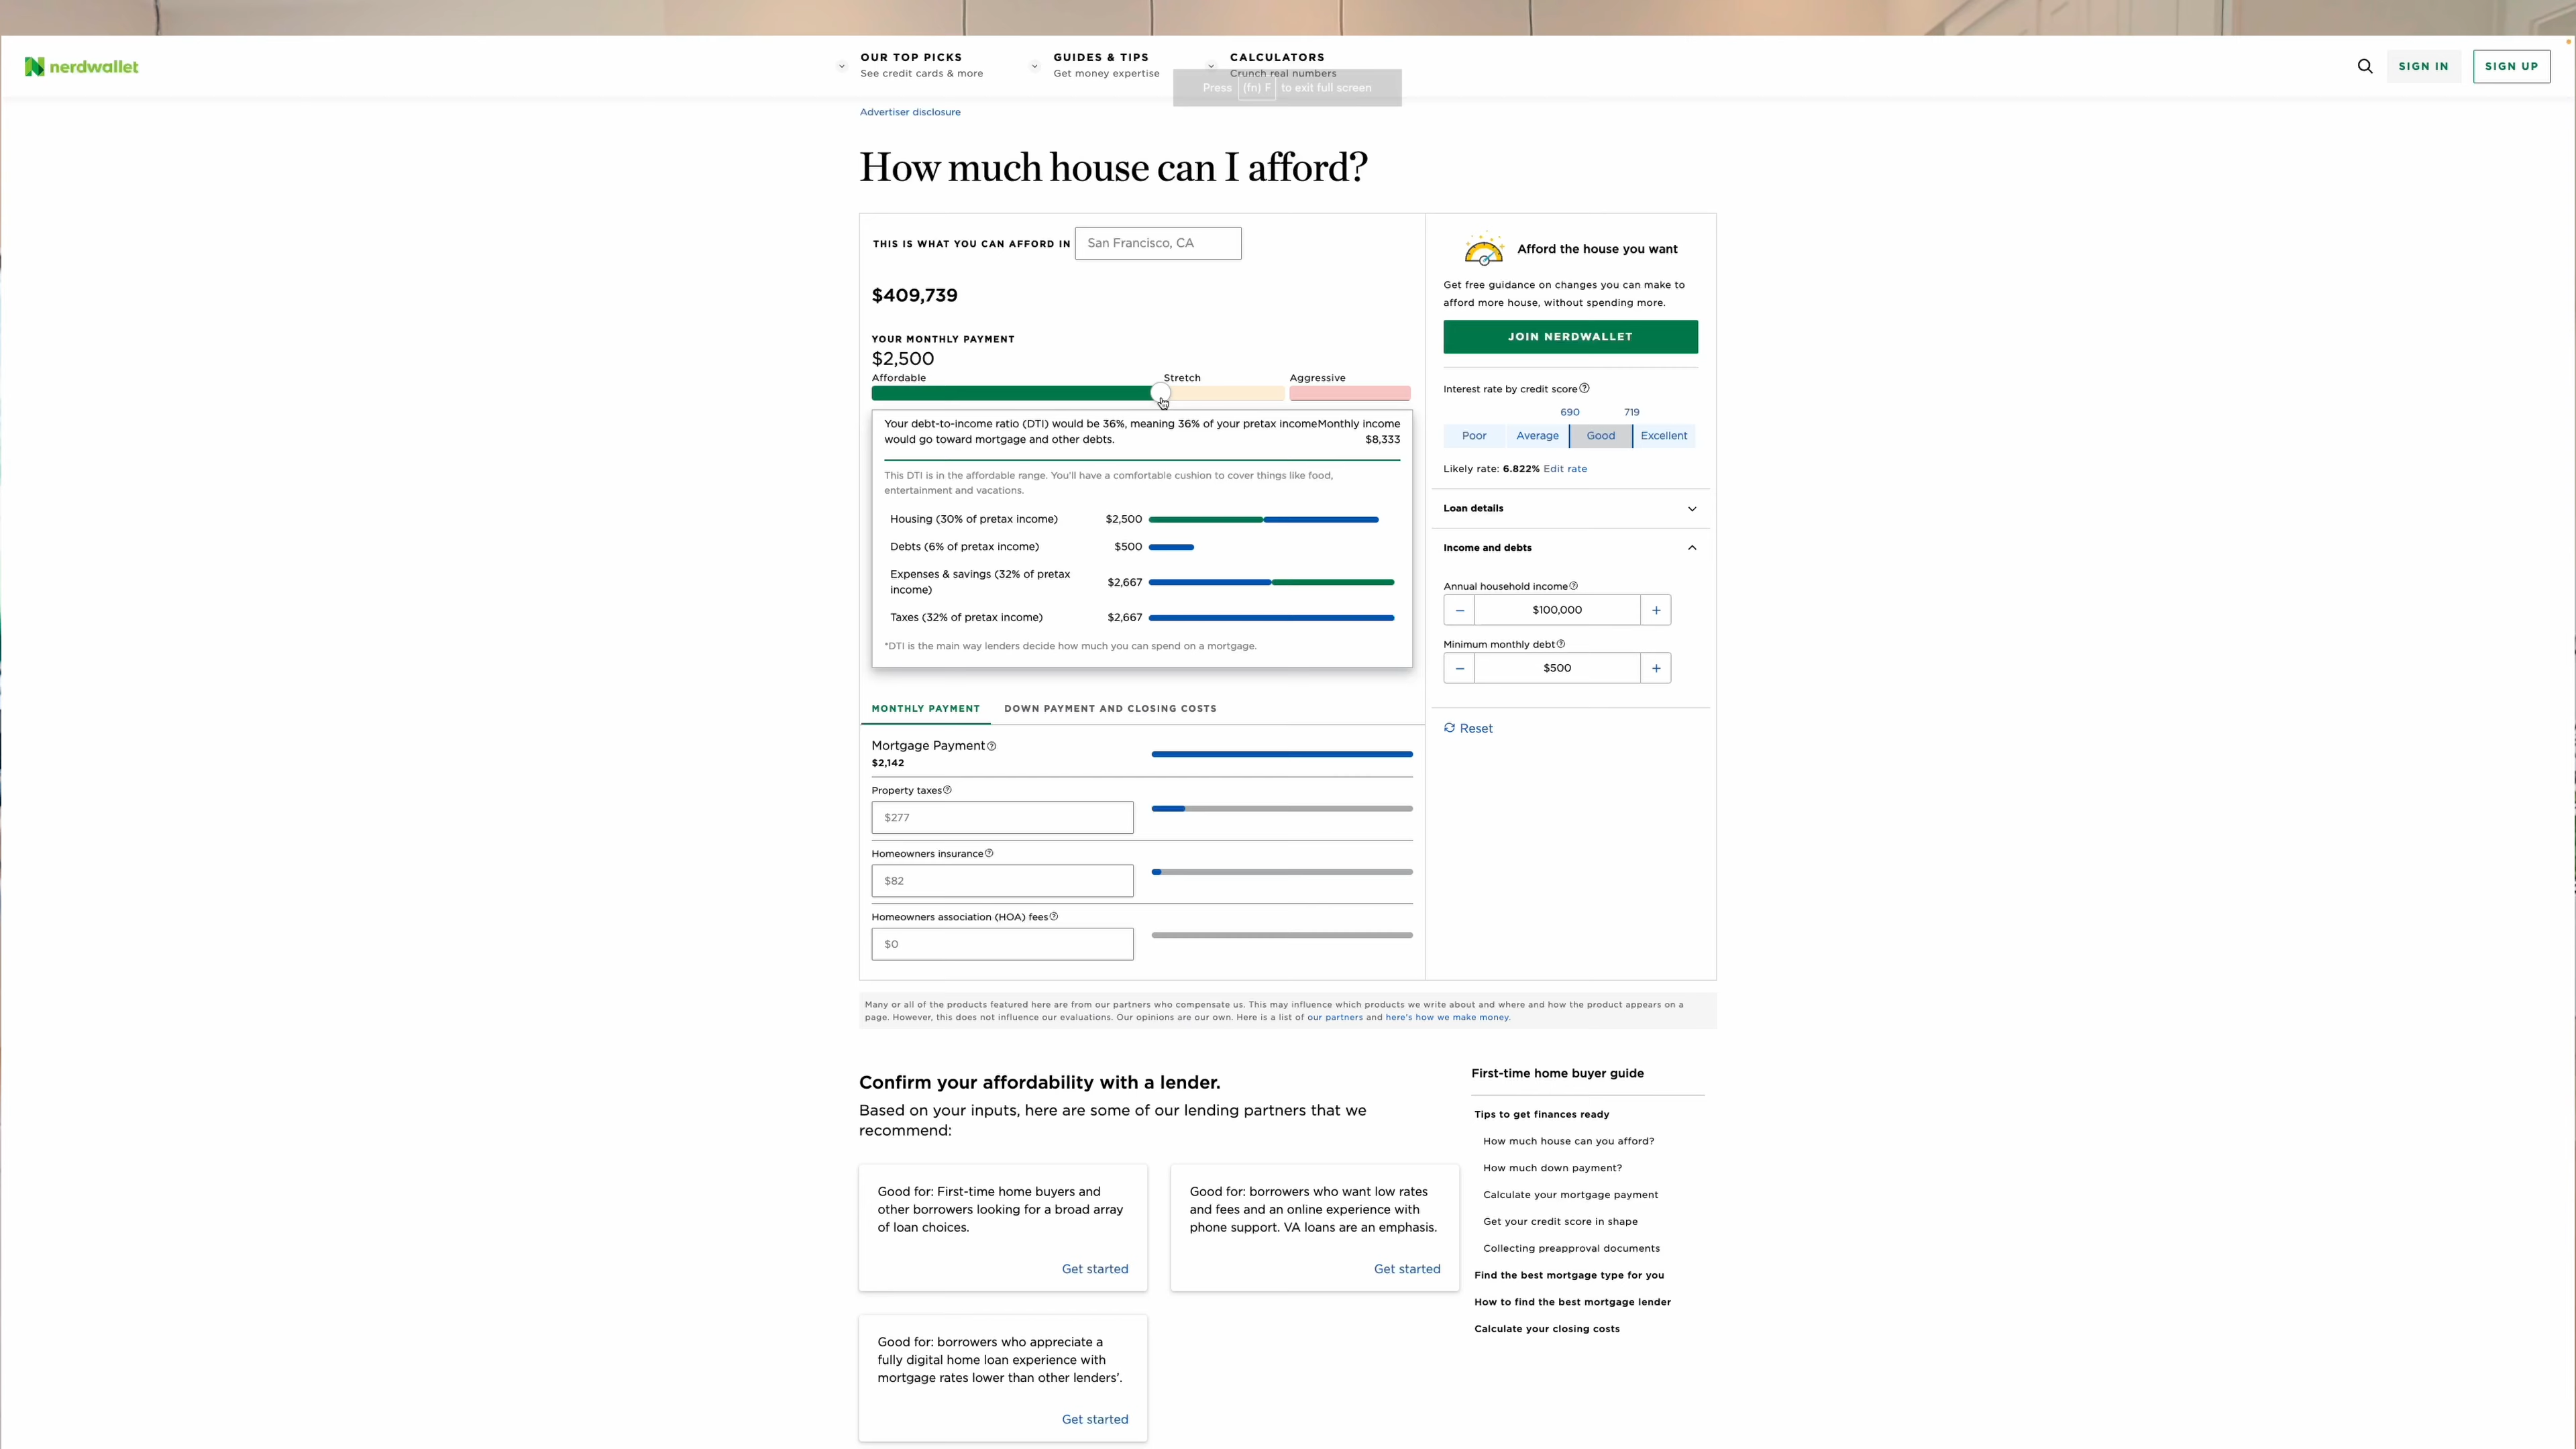 nerdwallet
OUR TOP PICKS
See credit cards & more
GUIDES & TIPS
Get money expertise
CALCULATORS
Crunch real numbers
SIGN IN
SIGN UP
Press (fn) F to exit full screen
Advertiser disclosure
How much house can I afford?
THIS IS WHAT YOU CAN AFFORD IN San Francisco, CA
$409,739
YOUR MONTHLY PAYMENT
$2,500
Affordable Stretch Aggressive
Your debt-to-income ratio (DTI) would be 36%, meaning 36% of your pretax income Monthly income
would go toward mortgage and other debts. $8,333
This DTI is in the affordable range. You'll have a comfortable cushion to cover things like food,
entertainment and vacations.
Housing (30% of pretax income) $2,500
Debts (6% of pretax income) $500
Expenses & savings (32% of pretax
income) $2,667
Taxes (32% of pretax income) $2,667
*DTI is the main way lenders decide how much you can spend on a mortgage.
MONTHLY PAYMENT DOWN PAYMENT AND CLOSING COSTS
Mortgage Payment
$2,142
Property taxes
$277
Homeowners insurance
$82
Homeowners association (HOA) fees
$0
Afford the house you want
Get free guidance on changes you can make to
afford more house, without spending more.
JOIN NERDWALLET
Interest rate by credit score
690 719
Poor Average Good Excellent
Likely rate: 6.822% Edit rate
Loan details
Income and debts
Annual household income
− $100,000 +
Minimum monthly debt
− $500 +
Reset
Many or all of the products featured here are from our partners who compensate us. This may influence which products we write about and where and how the product appears on a
page. However, this does not influence our evaluations. Our opinions are our own. Here is a list of our partners and here's how we make money.
Confirm your affordability with a lender.
Based on your inputs, here are some of our lending partners that we
recommend:
Good for: First-time home buyers and
other borrowers looking for a broad array
of loan choices.
Get started
Good for: borrowers who want low rates
and fees and an online experience with
phone support. VA loans are an emphasis.
Get started
Good for: borrowers who appreciate a
fully digital home loan experience with
mortgage rates lower than other lenders'.
Get started
First-time home buyer guide
Tips to get finances ready
How much house can you afford?
How much down payment?
Calculate your mortgage payment
Get your credit score in shape
Collecting preapproval documents
Find the best mortgage type for you
How to find the best mortgage lender
Calculate your closing costs